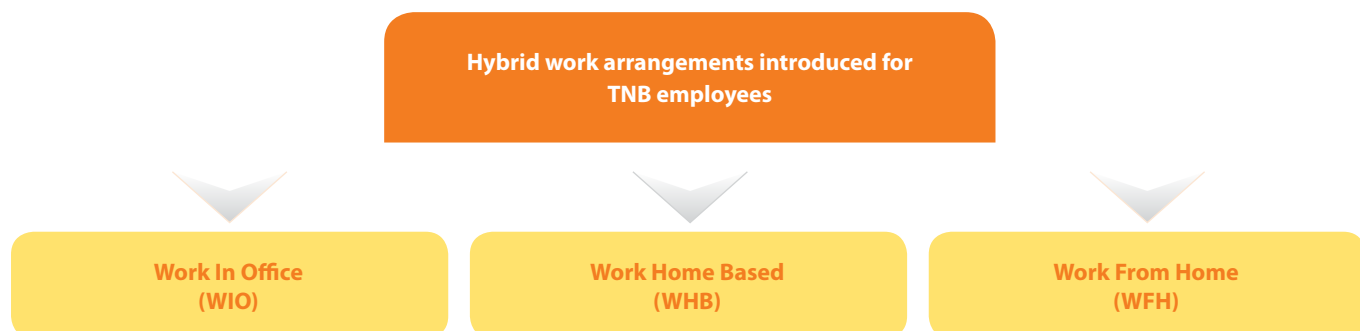 Hybrid work arrangements introduced for
TNB employees
Work In Office
(WIO)
Work Home Based
(WHB)
Work From Home
(WFH)